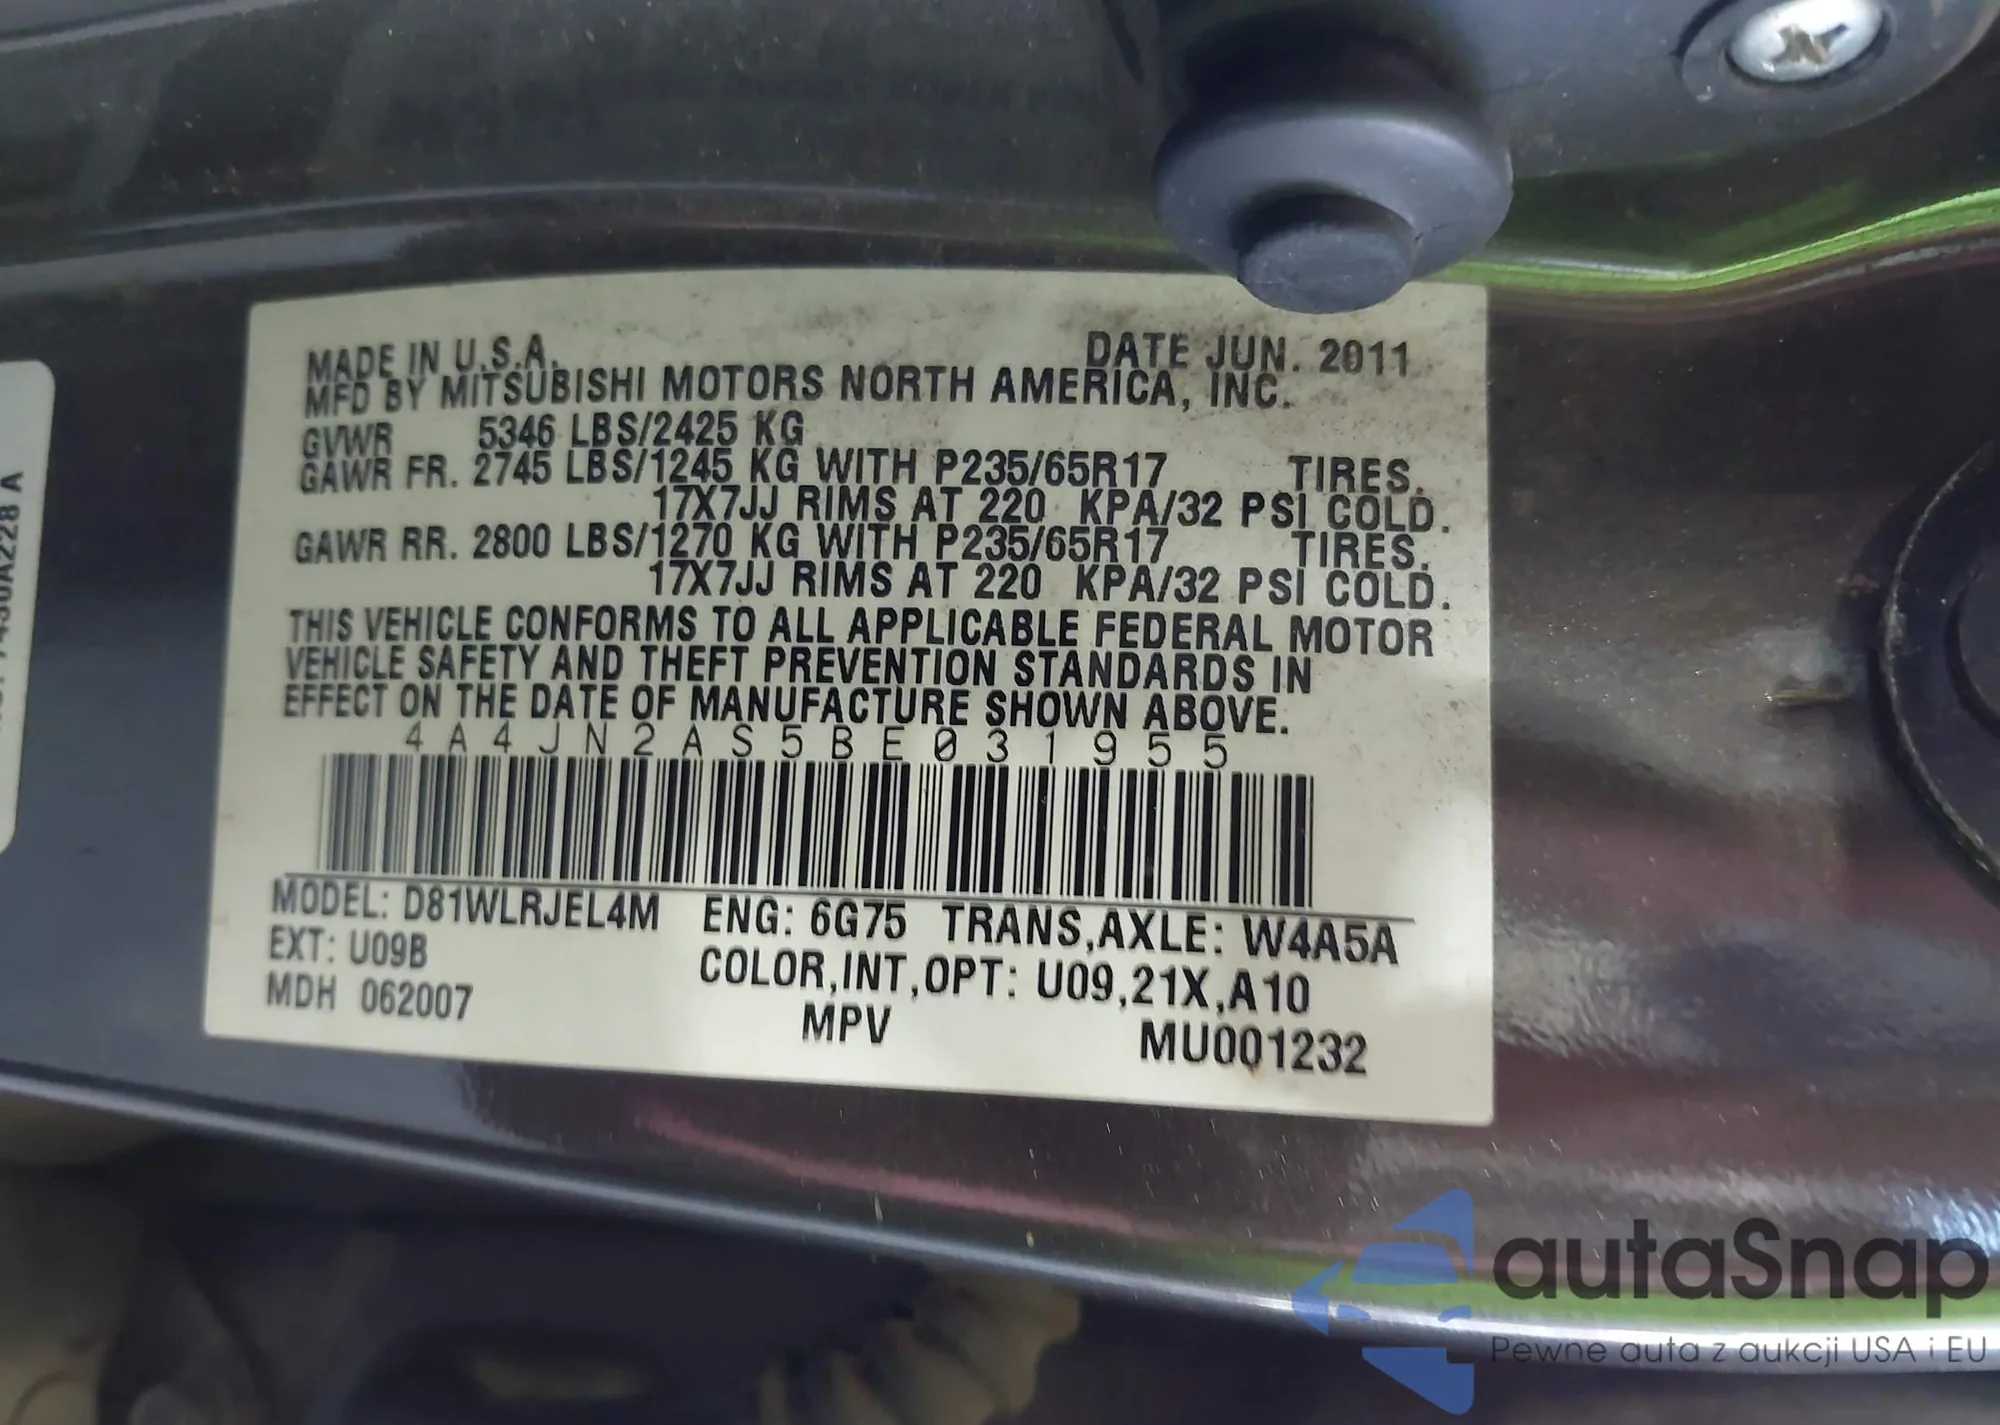 MADE IN U.S.A. DATE JUN. 2011
MFD BY MITSUBISHI MOTORS NORTH AMERICA, INC.
GVWR 5346 LBS/2425 KG
GAWR FR. 2745 LBS/1245 KG WITH P235/65R17 TIRES.
17X7JJ RIMS AT 220 KPA/32 PSI COLD.
GAWR RR. 2800 LBS/1270 KG WITH P235/65R17 TIRES.
17X7JJ RIMS AT 220 KPA/32 PSI COLD.
THIS VEHICLE CONFORMS TO ALL APPLICABLE FEDERAL MOTOR
VEHICLE SAFETY AND THEFT PREVENTION STANDARDS IN
EFFECT ON THE DATE OF MANUFACTURE SHOWN ABOVE.
4A4JN2AS5BE031955
MODEL: D81WLRJEL4M ENG: 6G75 TRANS,AXLE: W4A5A
EXT: U09B COLOR,INT,OPT: U09,21X,A10
MDH 062007 MPV MU001232
autaSnap
Pewne auta z aukcji USA i EU